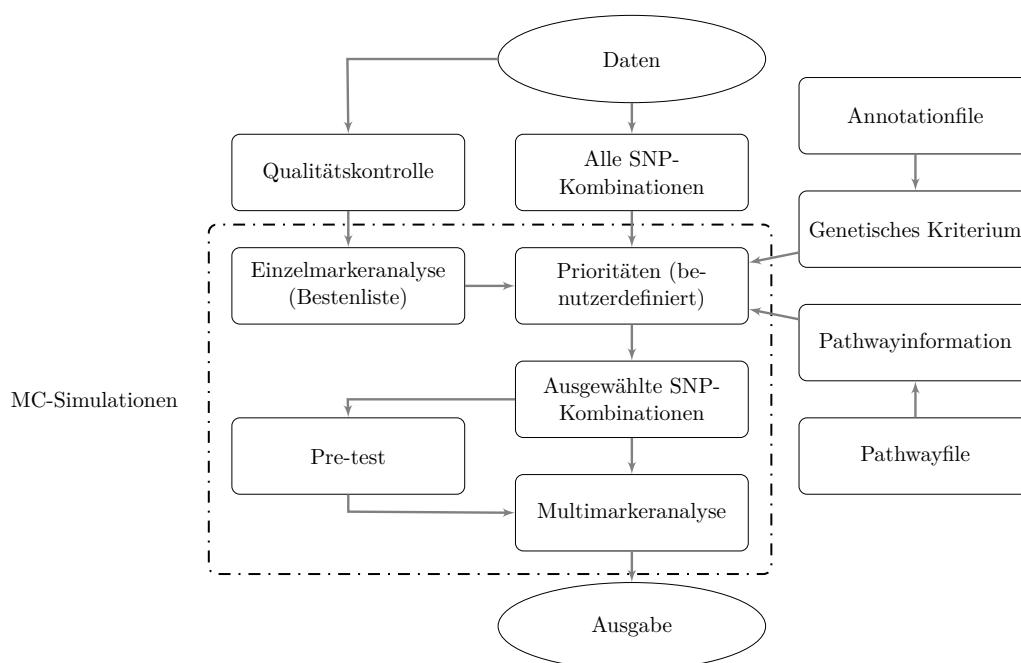 Daten
Annotationfile
Qualitätskontrolle
Alle SNP-
Kombinationen
Genetisches Kriterium
Einzelmarkeranalyse
(Bestenliste)
Prioritäten (be-
nutzerdefiniert)
Pathwayinformation
MC-Simulationen
Ausgewählte SNP-
Kombinationen
Pre-test
Pathwayfile
Multimarkeranalyse
Ausgabe